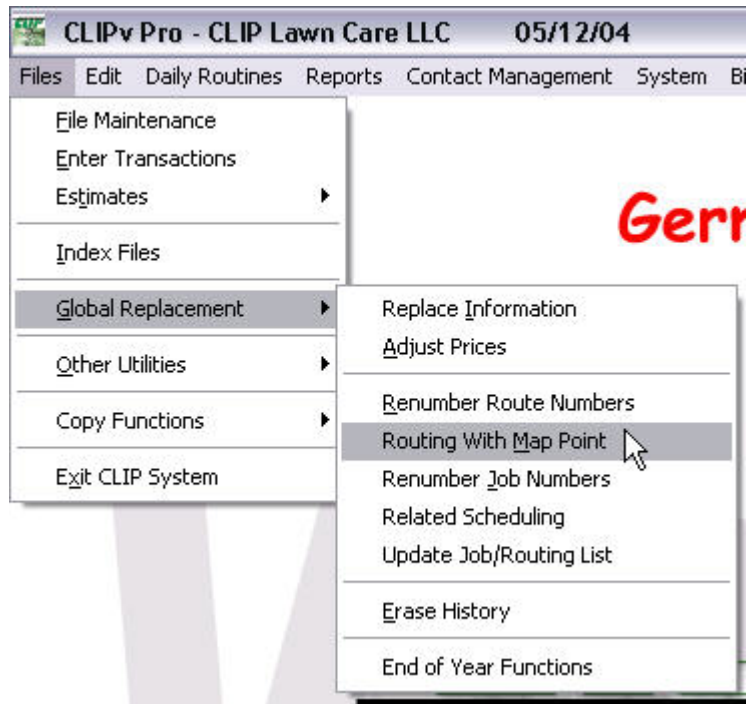 CLIPv Pro - CLIP Lawn Care LLC 05/12/04
Files Edit Daily Routines Reports Contact Management System
File Maintenance
Enter Transactions
Estimates
Index Files
Global Replacement
Other Utilities
Copy Functions
Exit CLIP System
Replace Information
Adjust Prices
Renumber Route Numbers
Routing With Map Point
Renumber Job Numbers
Related Scheduling
Update Job/Routing List
Erase History
End of Year Functions